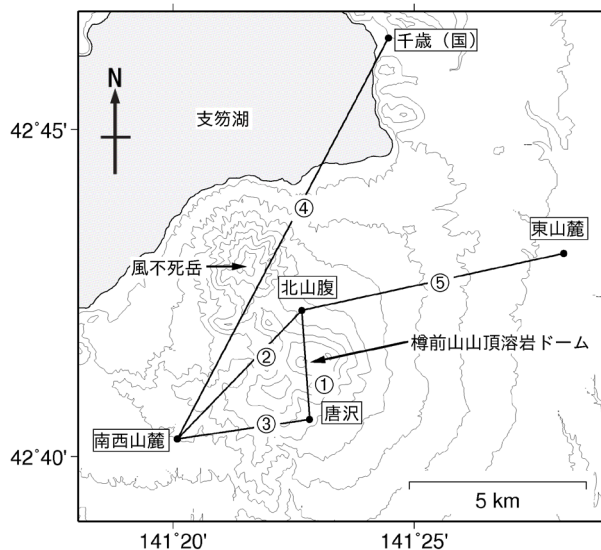 千歳（国）
N
42˚45'
支笏湖
④
東山麓
風不死岳
北山腹
⑤
②
樽前山山頂溶岩ドーム
①
③
唐沢
南西山麓
42˚40'
5 km
141˚20'
141˚25'